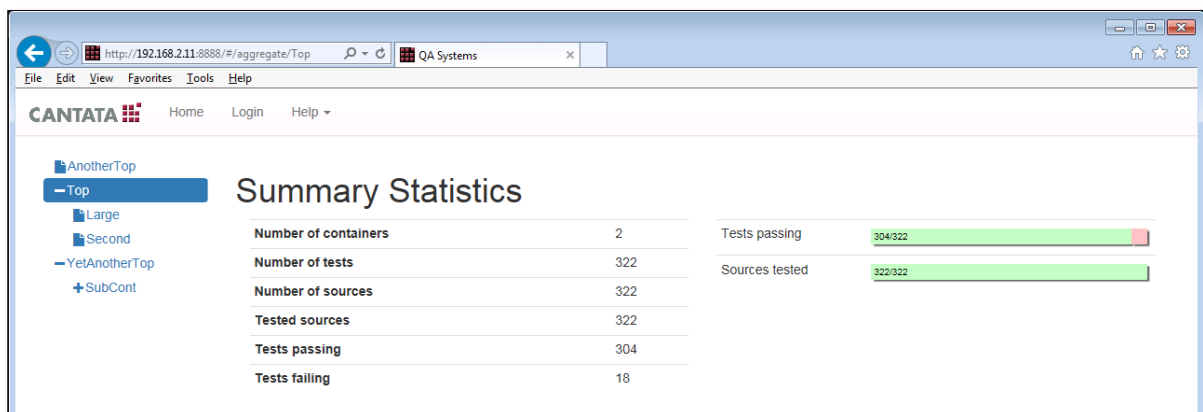 http://192.168.2.11:8888/#/aggregate/Top
QA Systems
File Edit View Favorites Tools Help
CANTATA Home Login Help
AnotherTop
Top
Large
Second
YetAnotherTop
SubCont
Summary Statistics
Number of containers 2
Number of tests 322
Number of sources 322
Tested sources 322
Tests passing 304
Tests failing 18
Tests passing 304/322
Sources tested 322/322